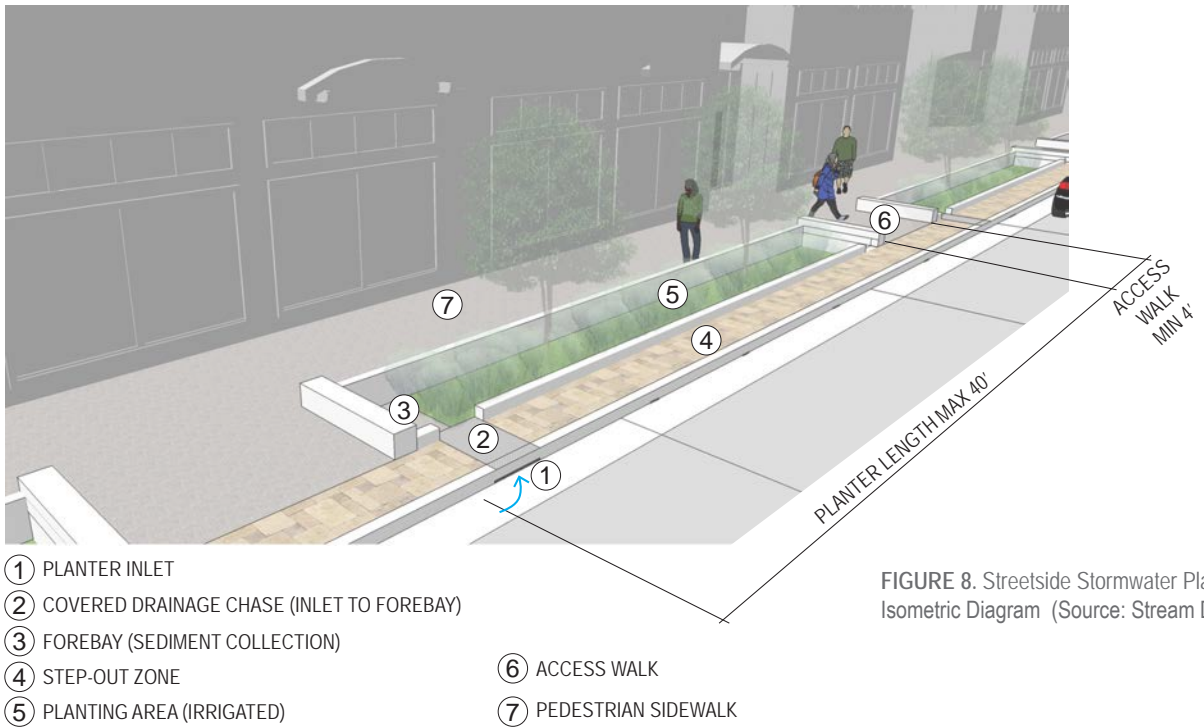 7
6
5
4
3
2
1
ACCESS
WALK
MIN 4'
PLANTER LENGTH MAX 40'
1 PLANTER INLET
2 COVERED DRAINAGE CHASE (INLET TO FOREBAY)
3 FOREBAY (SEDIMENT COLLECTION)
4 STEP-OUT ZONE
5 PLANTING AREA (IRRIGATED)
6 ACCESS WALK
7 PEDESTRIAN SIDEWALK
FIGURE 8. Streetside Stormwater
Isometric Diagram (Source: Stream